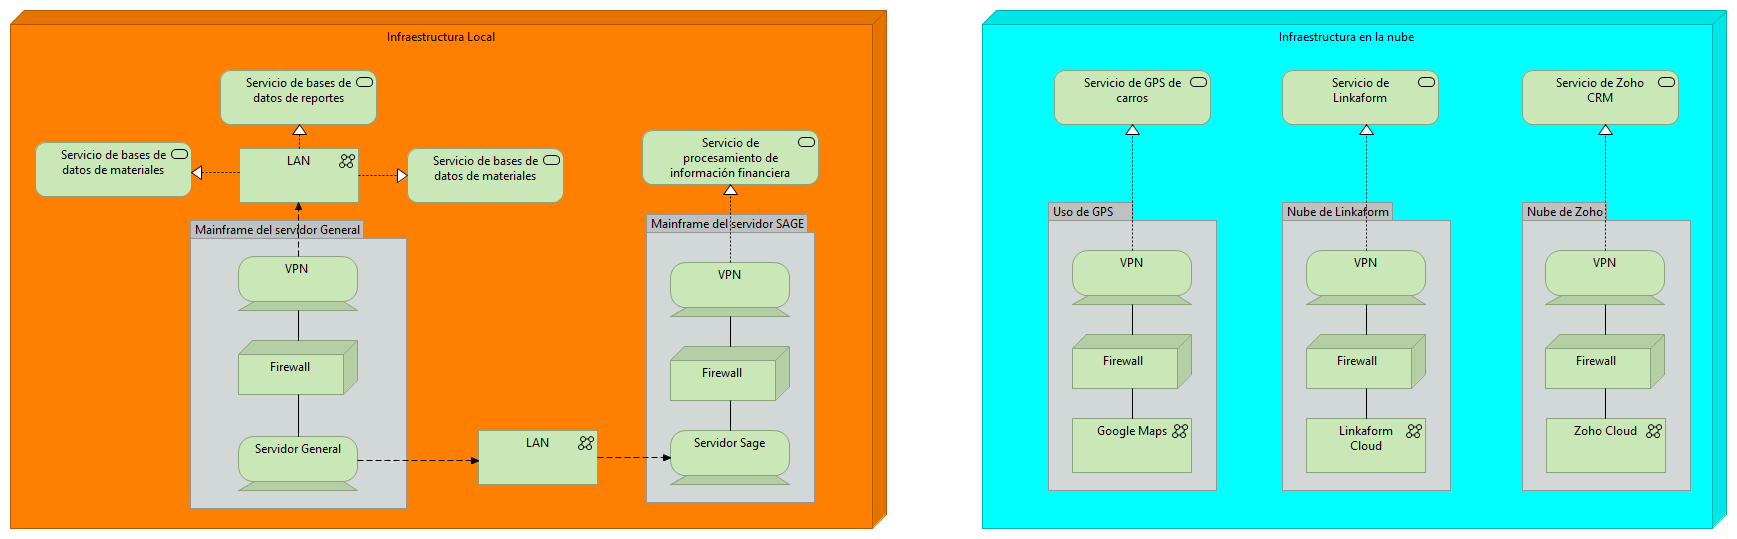 Infraestructura Local
Servicio de bases de
datos de reportes
Servicio de bases de
datos de materiales
LAN
Servicio de bases de
datos de materiales
Servicio de
procesamiento de
información financiera
Mainframe del servidor General
VPN
Firewall
Servidor General
LAN
Mainframe del servidor SAGE
VPN
Firewall
Servidor Sage
Infraestructura en la nube
Servicio de GPS de
carros
Servicio de
Linkaform
Servicio de Zoho
CRM
Uso de GPS
VPN
Firewall
Google Maps
Nube de Linkaform
VPN
Firewall
Linkaform
Cloud
Nube de Zoho
VPN
Firewall
Zoho Cloud